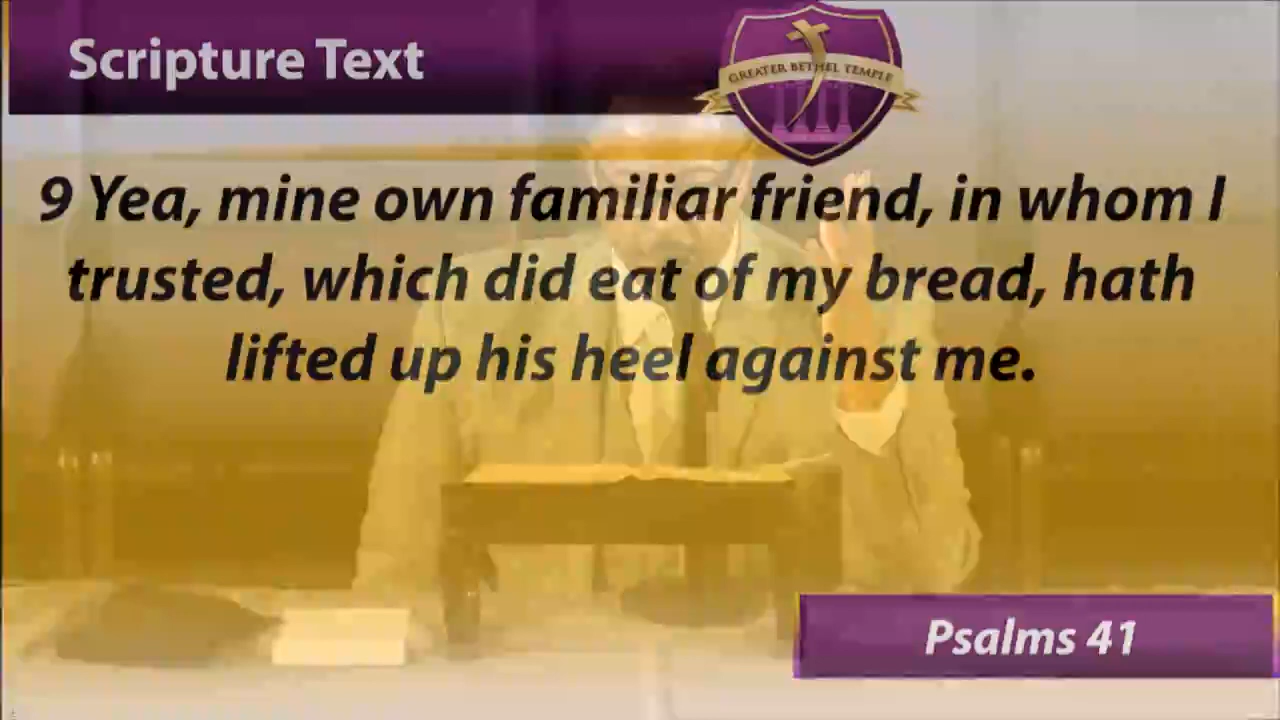 Scripture Text
GREATER BETHEL TEMPLE
9 Yea, mine own familiar friend, in whom I
trusted, which did eat of my bread, hath
lifted up his heel against me.
Psalms 41